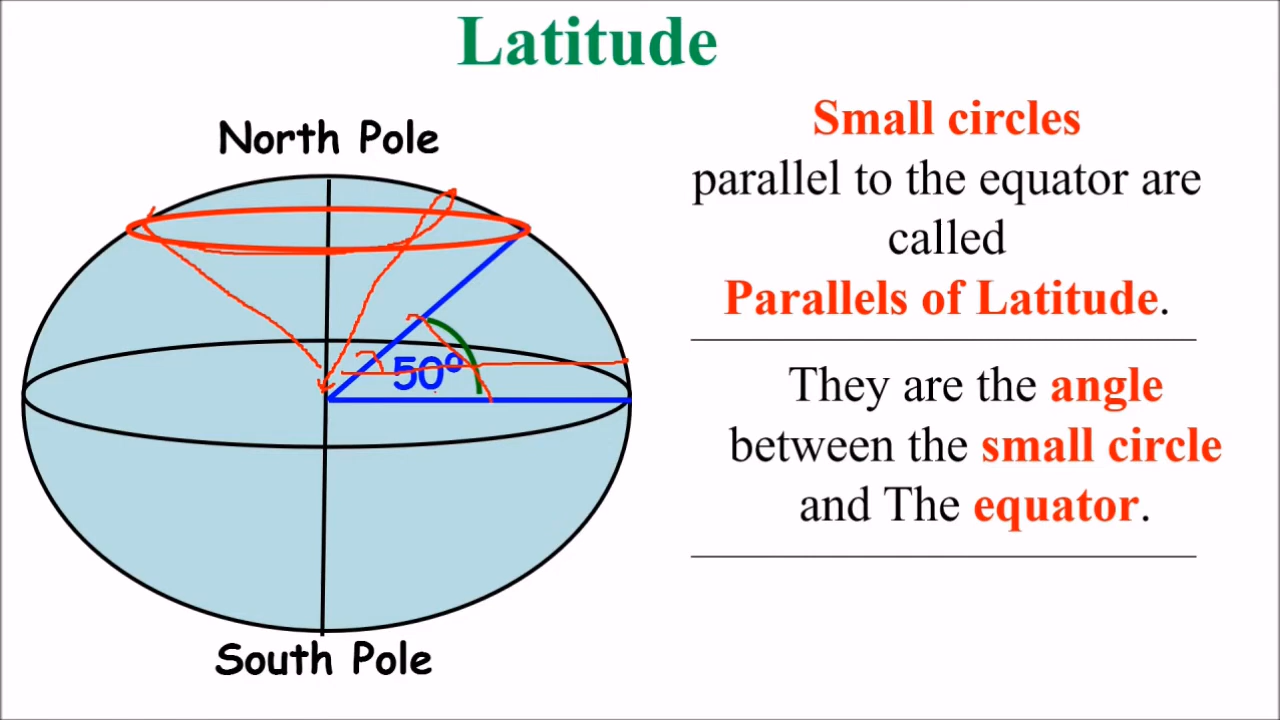 Latitude
North Pole
50º
South Pole
Small circles
parallel to the equator are
called
Parallels of Latitude.
They are the angle
between the small circle
and The equator.